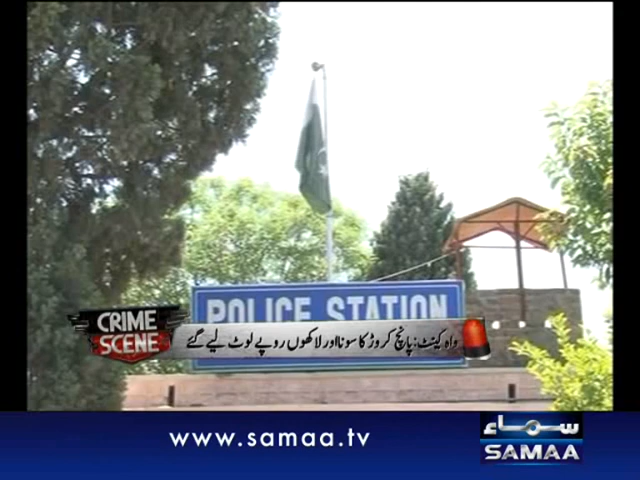 POLICE STATION
CRIME
SCENE
واہ کینٹ: پانچ کروڑ کا سونا اور لاکھوں روپے لوٹ لیے گئے
www.samaa.tv
سماء
SAMAA